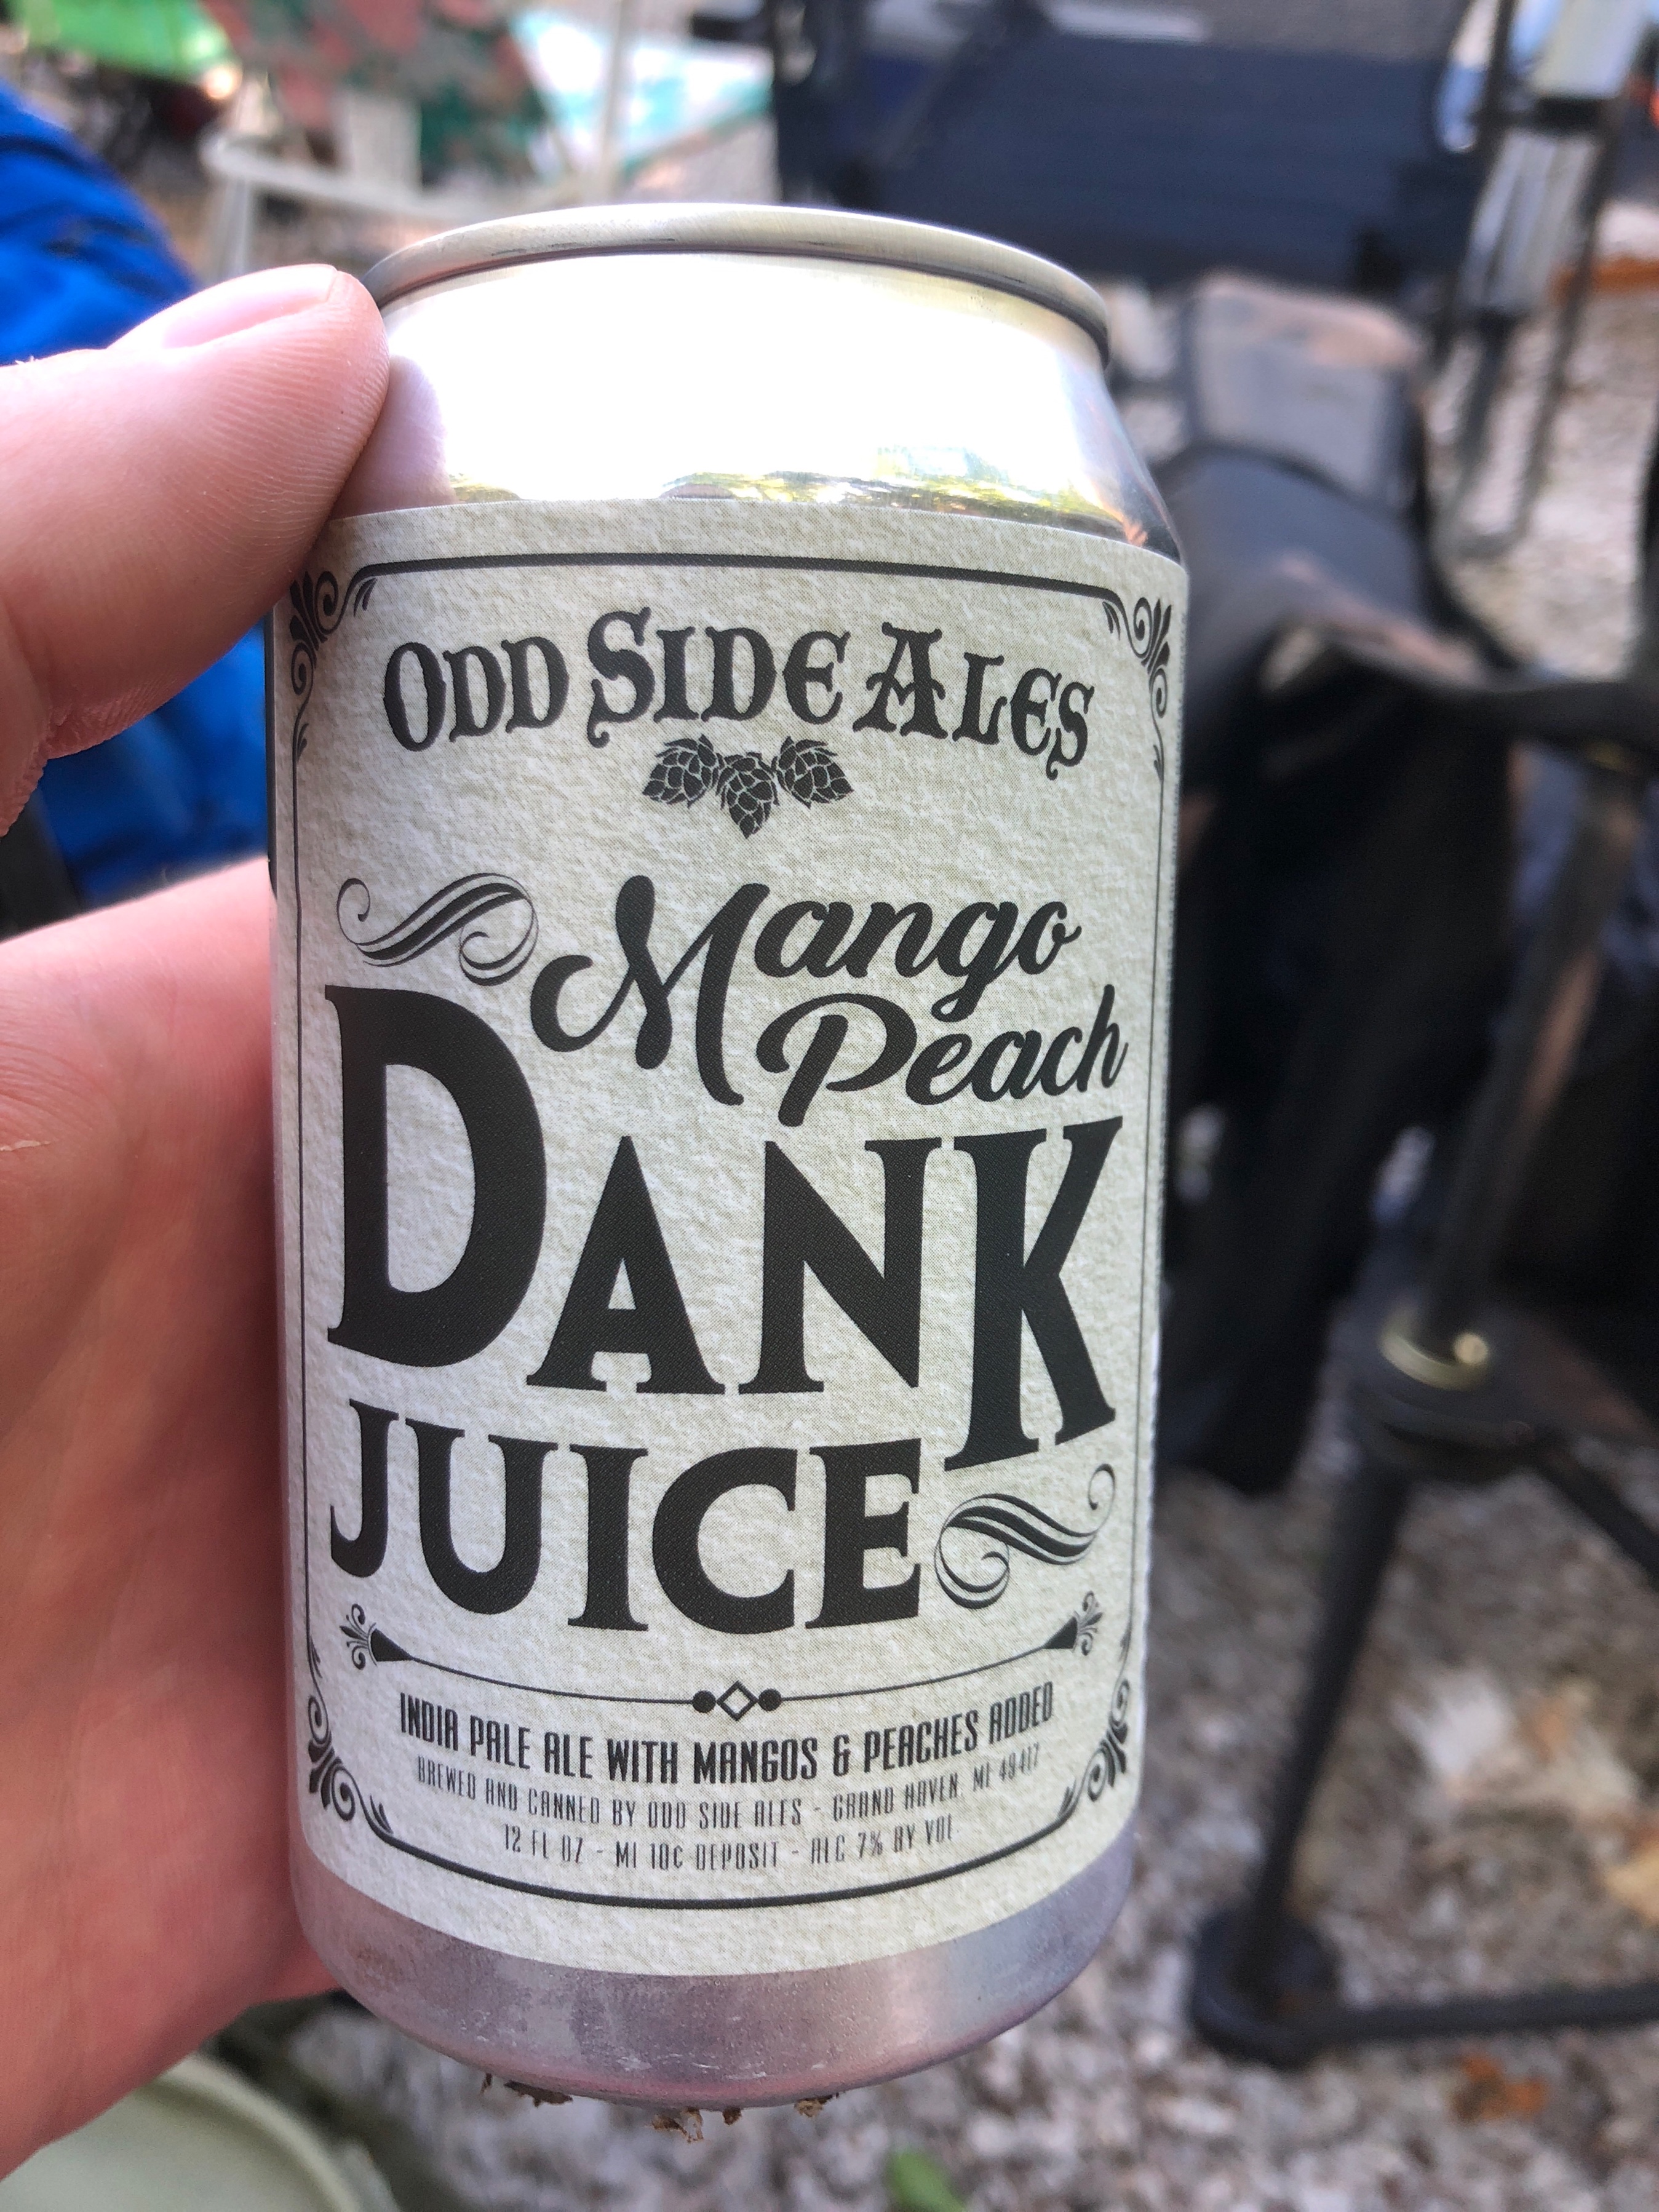 ODD SIDE ALES
Mango
Peach
DANK
JUICE
INDIA PALE ALE WITH MANGOS & PEACHES ADDED
BREWED AND CANNED BY ODD SIDE ALES - GRAND HAVEN, MI 49417
12 FL OZ - MI 10¢ DEPOSIT - ALC 7% BY VOL